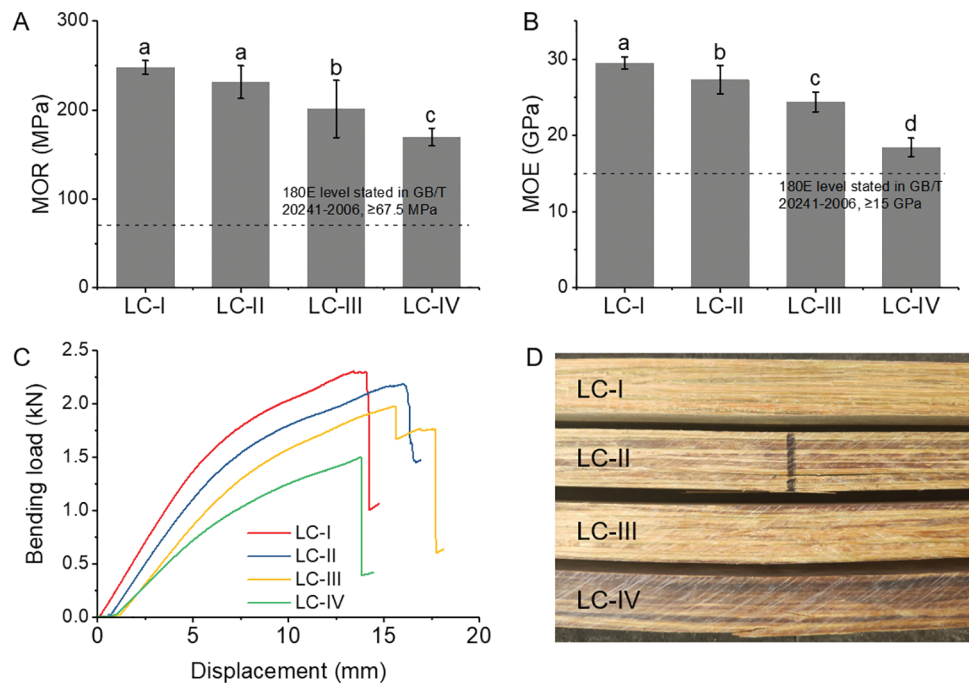 A
MOR (MPa)
300
200
100
0
a
a
b
c
180E level stated in GB/T
20241-2006, ≥67.5 MPa
LC-I
LC-II
LC-III
LC-IV
B
MOE (GPa)
40
30
20
10
0
a
b
c
d
180E level stated in GB/T
20241-2006, ≥15 GPa
LC-I
LC-II
LC-III
LC-IV
C
Bending load (kN)
2.5
2.0
1.5
1.0
0.5
0.0
LC-I
LC-II
LC-III
LC-IV
0
5
10
15
20
Displacement (mm)
D
LC-I
LC-II
LC-III
LC-IV